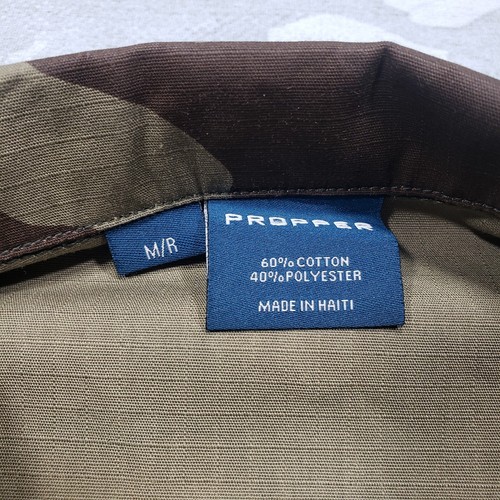 M/R
PROPPER
60% COTTON
40% POLYESTER
MADE IN HAITI